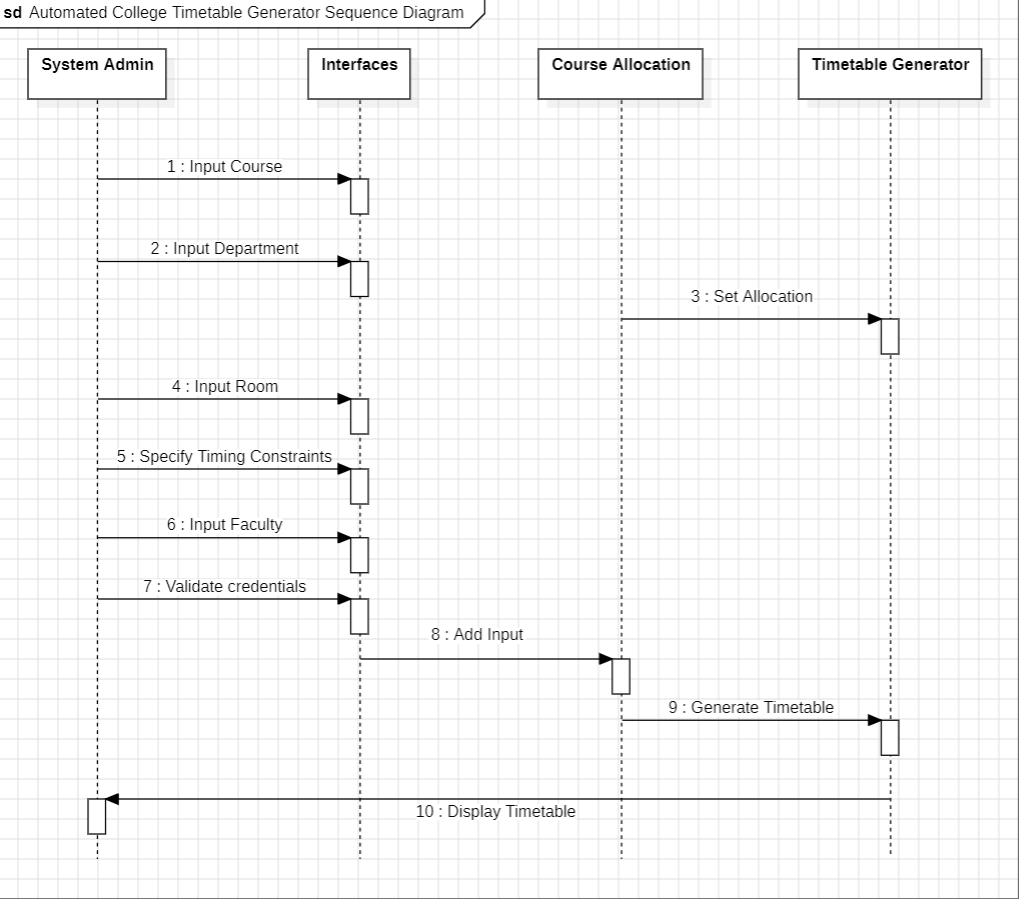 sd Automated College Timetable Generator Sequence Diagram
System Admin
Interfaces
Course Allocation
Timetable Generator
1 : Input Course
2 : Input Department
3 : Set Allocation
4 : Input Room
5 : Specify Timing Constraints
6 : Input Faculty
7 : Validate credentials
8 : Add Input
9 : Generate Timetable
10 : Display Timetable